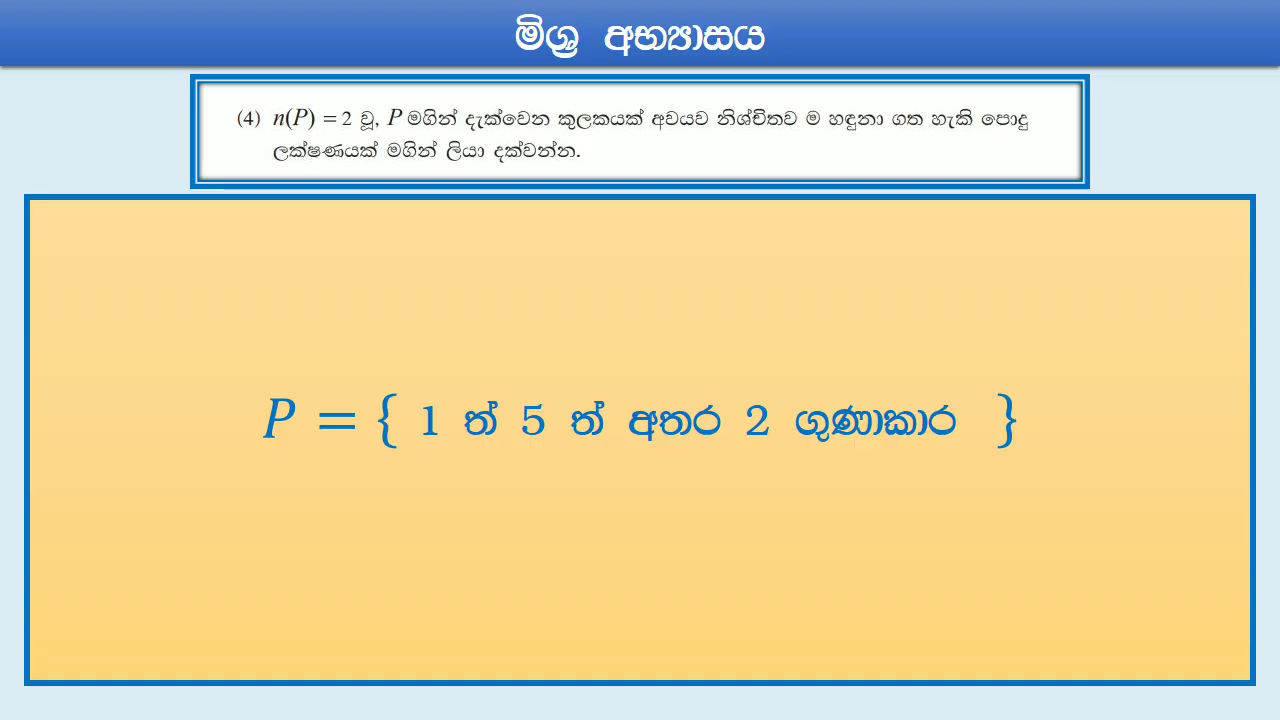 මිශ්‍ර අභ්‍යාසය
(4) n(P) = 2 වූ, P මගින් දැක්වෙන කුලකයක් අවයව නිශ්චිතව ම හඳුනා ගත හැකි පොදු
ලක්ෂණයක් මගින් ලියා දක්වන්න.
P = { 1 ත් 5 ත් අතර 2 ගුණාකාර }